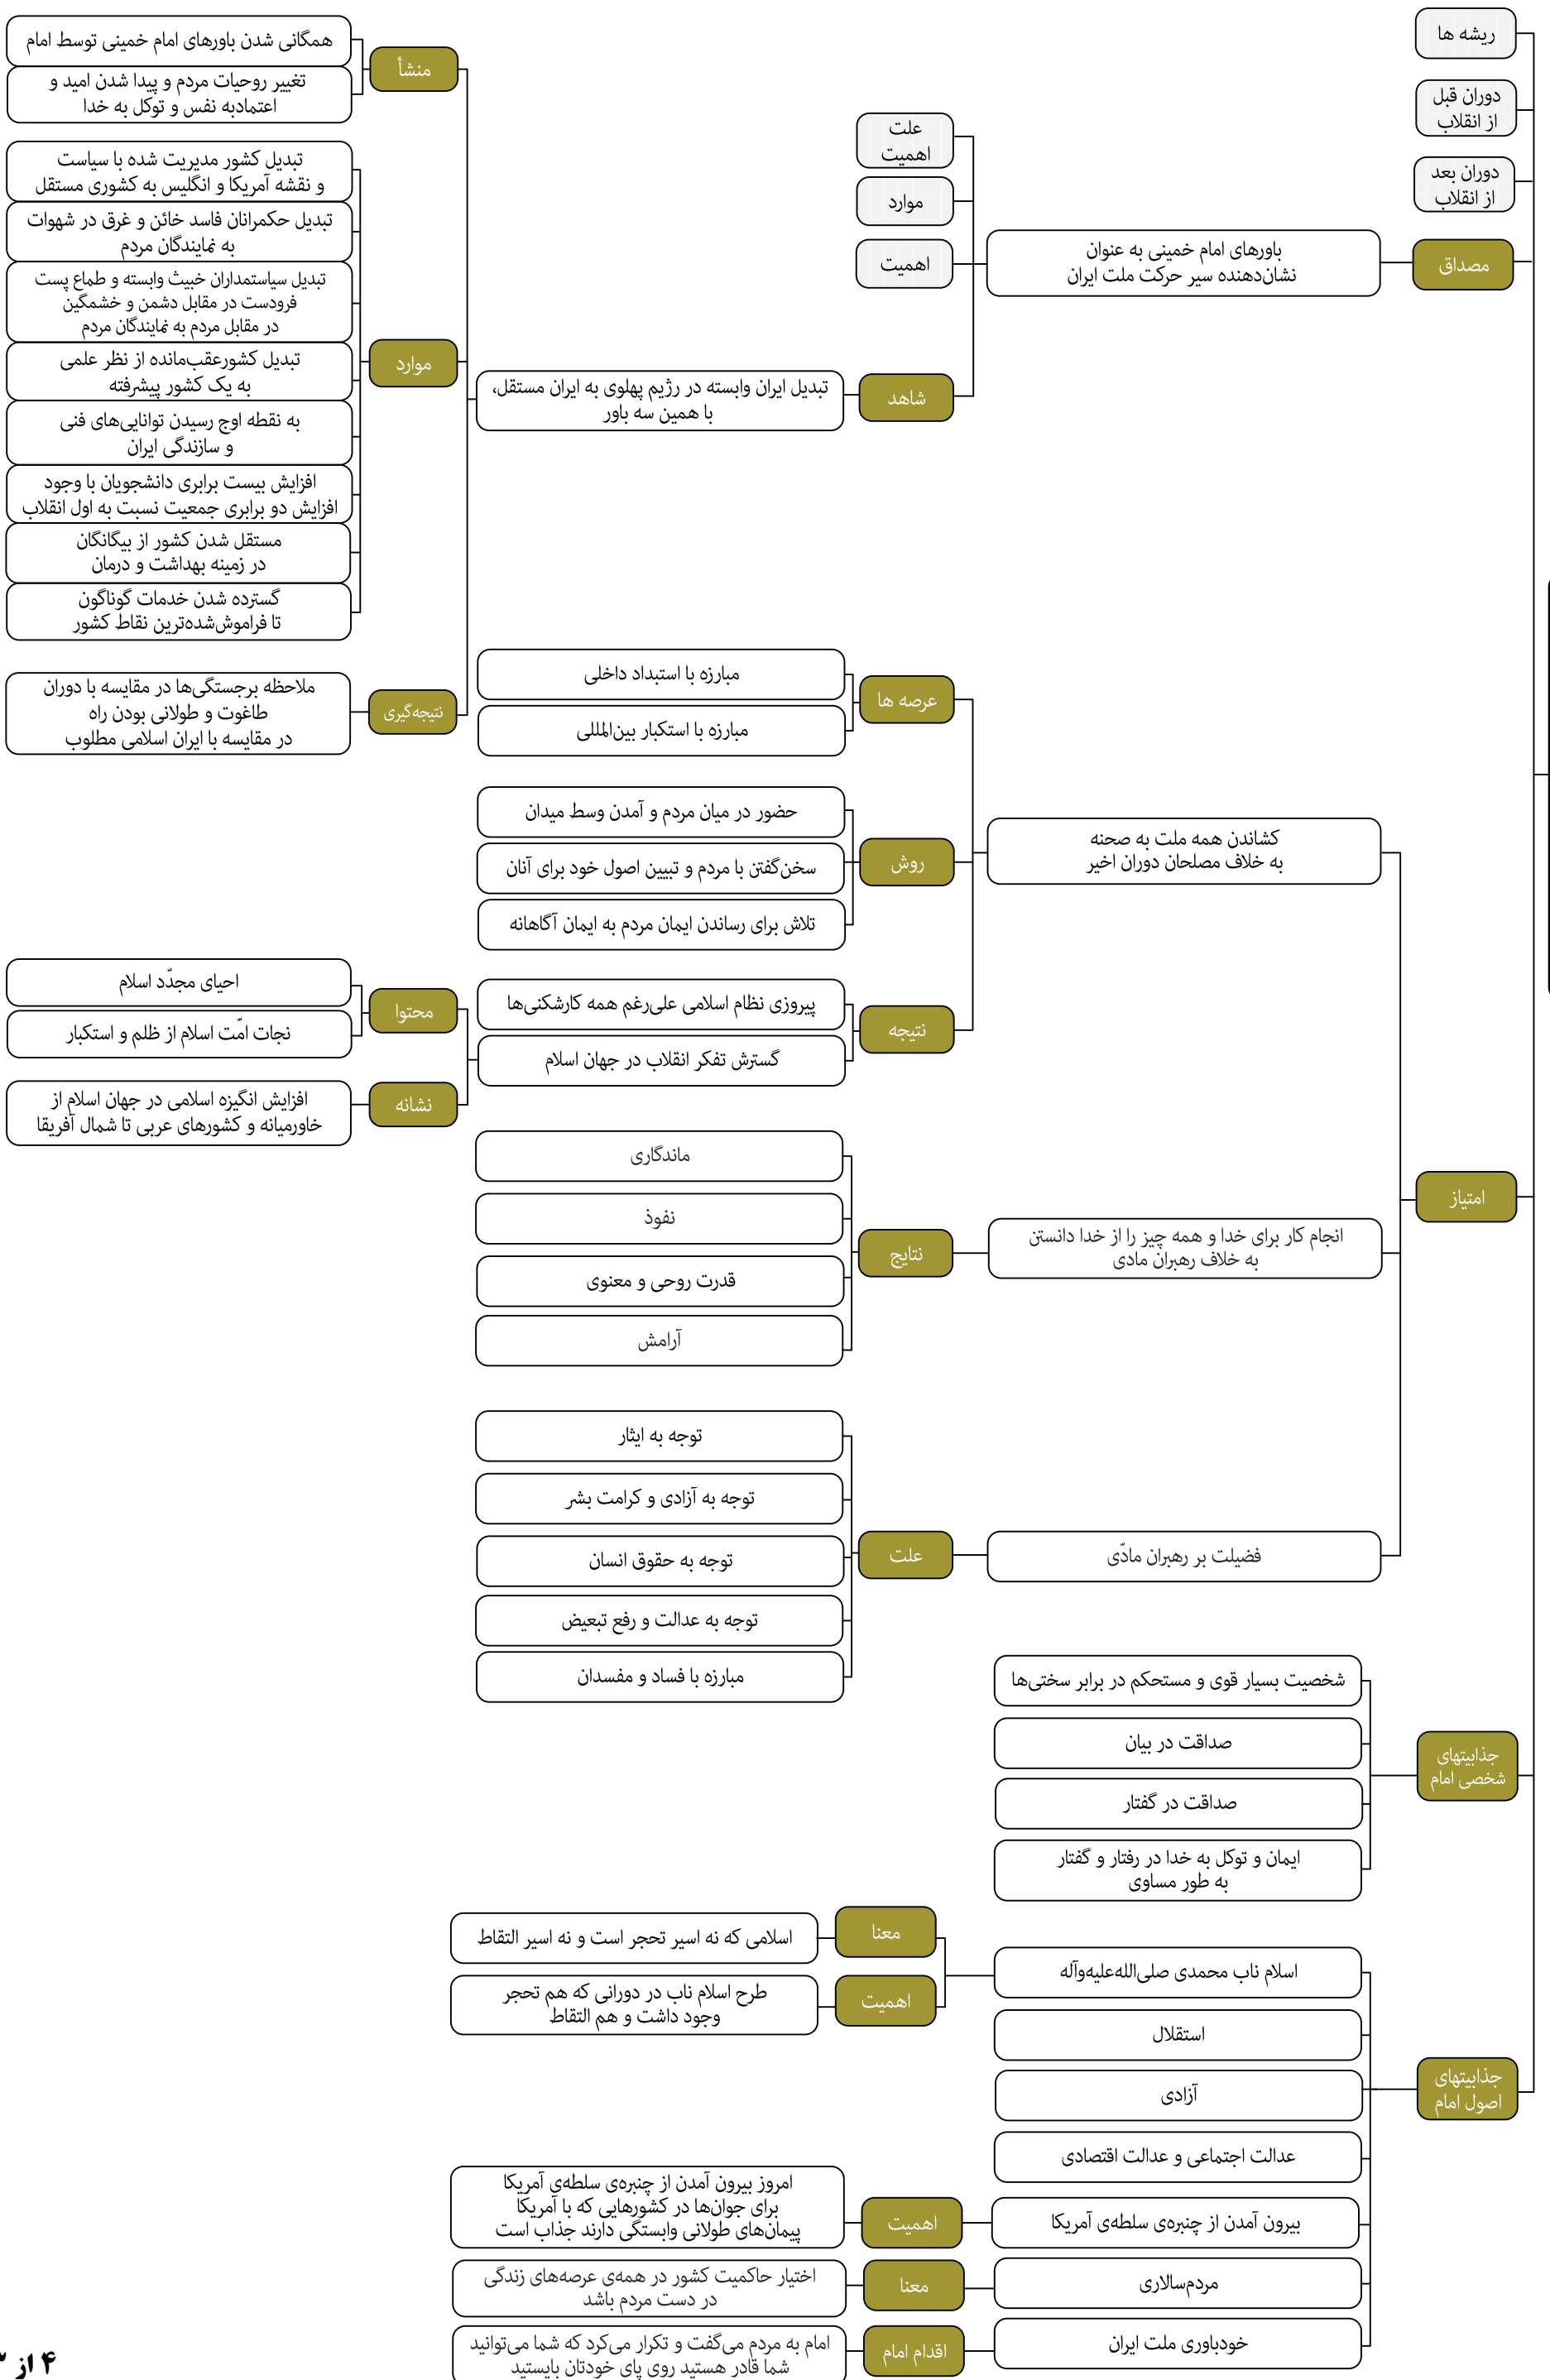 ریشه ها
دوران قبل
از انقلاب
دوران بعد
از انقلاب
مصداق
باورهای امام خمینی به عنوان
نشان‌دهنده سیر حرکت ملت ایران
علت
اهمیت
موارد
اهمیت
شاهد
تبدیل ایران وابسته در رژیم پهلوی به ایران مستقل،
با همین سه باور
منشأ
همگانی شدن باورهای امام خمینی توسط امام
تغییر روحیات مردم و پیدا شدن امید و
اعتمادبه نفس و توکل به خدا
موارد
تبدیل کشور مدیریت شده با سیاست
و نقشه آمریکا و انگلیس به کشوری مستقل
تبدیل حکمرانان فاسد خائن و غرق در شهوات
به نمایندگان مردم
تبدیل سیاستمداران خبیث وابسته و طماع پست
فرودست در مقابل دشمن و خشمگین
در مقابل مردم به نمایندگان مردم
تبدیل کشورعقب‌مانده از نظر علمی
به یک کشور پیشرفته
به نقطه اوج رسیدن توانایی‌های فنی
و سازندگی ایران
افزایش بیست برابری دانشجویان با وجود
افزایش دو برابری جمعیت نسبت به اول انقلاب
مستقل شدن کشور از بیگانگان
در زمینه بهداشت و درمان
گسترده شدن خدمات گوناگون
تا فراموش‌شده‌ترین نقاط کشور
نتیجه‌گیری
ملاحظه برجستگی‌ها در مقایسه با دوران
طاغوت و طولانی بودن راه
در مقایسه با ایران اسلامی مطلوب
امتیاز
کشاندن همه ملت به صحنه
به خلاف مصلحان دوران اخیر
عرصه ها
مبارزه با استبداد داخلی
مبارزه با استکبار بین‌المللی
روش
حضور در میان مردم و آمدن وسط میدان
سخن‌گفتن با مردم و تبیین اصول خود برای آنان
تلاش برای رساندن ایمان مردم به ایمان آگاهانه
نتیجه
پیروزی نظام اسلامی علی‌رغم همه کارشکنی‌ها
گسترش تفکر انقلاب در جهان اسلام
محتوا
احیای مجدّد اسلام
نجات امّت اسلام از ظلم و استکبار
نشانه
افزایش انگیزه اسلامی در جهان اسلام از
خاورمیانه و کشورهای عربی تا شمال آفریقا
انجام کار برای خدا و همه چیز را از خدا دانستن
به خلاف رهبران مادی
نتایج
ماندگاری
نفوذ
قدرت روحی و معنوی
آرامش
فضیلت بر رهبران مادّی
علت
توجه به ایثار
توجه به آزادی و کرامت بشر
توجه به حقوق انسان
توجه به عدالت و رفع تبعیض
مبارزه با فساد و مفسدان
جذابیتهای
شخصی امام
شخصیت بسیار قوی و مستحکم در برابر سختی‌ها
صداقت در بیان
صداقت در گفتار
ایمان و توکل به خدا در رفتار و گفتار
به طور مساوی
جذابیتهای
اصول امام
اسلام ناب محمدی صلی‌الله‌علیه‌وآله
معنا
اسلامی که نه اسیر تحجر است و نه اسیر التقاط
اهمیت
طرح اسلام ناب در دورانی که هم تحجر
وجود داشت و هم التقاط
استقلال
آزادی
عدالت اجتماعی و عدالت اقتصادی
بیرون آمدن از چنبره‌ی سلطه‌ی آمریکا
اهمیت
امروز بیرون آمدن از چنبره‌ی سلطه‌ی آمریکا
برای جوان‌ها در کشورهایی که با آمریکا
پیمان‌های طولانی وابستگی دارند جذاب است
مردم‌سالاری
معنا
اختیار حاکمیت کشور در همه‌ی عرصه‌های زندگی
در دست مردم باشد
خودباوری ملت ایران
اقدام امام
امام به مردم می‌گفت و تکرار می‌کرد که شما می‌توانید
شما قادر هستید روی پای خودتان بایستید
۴ از